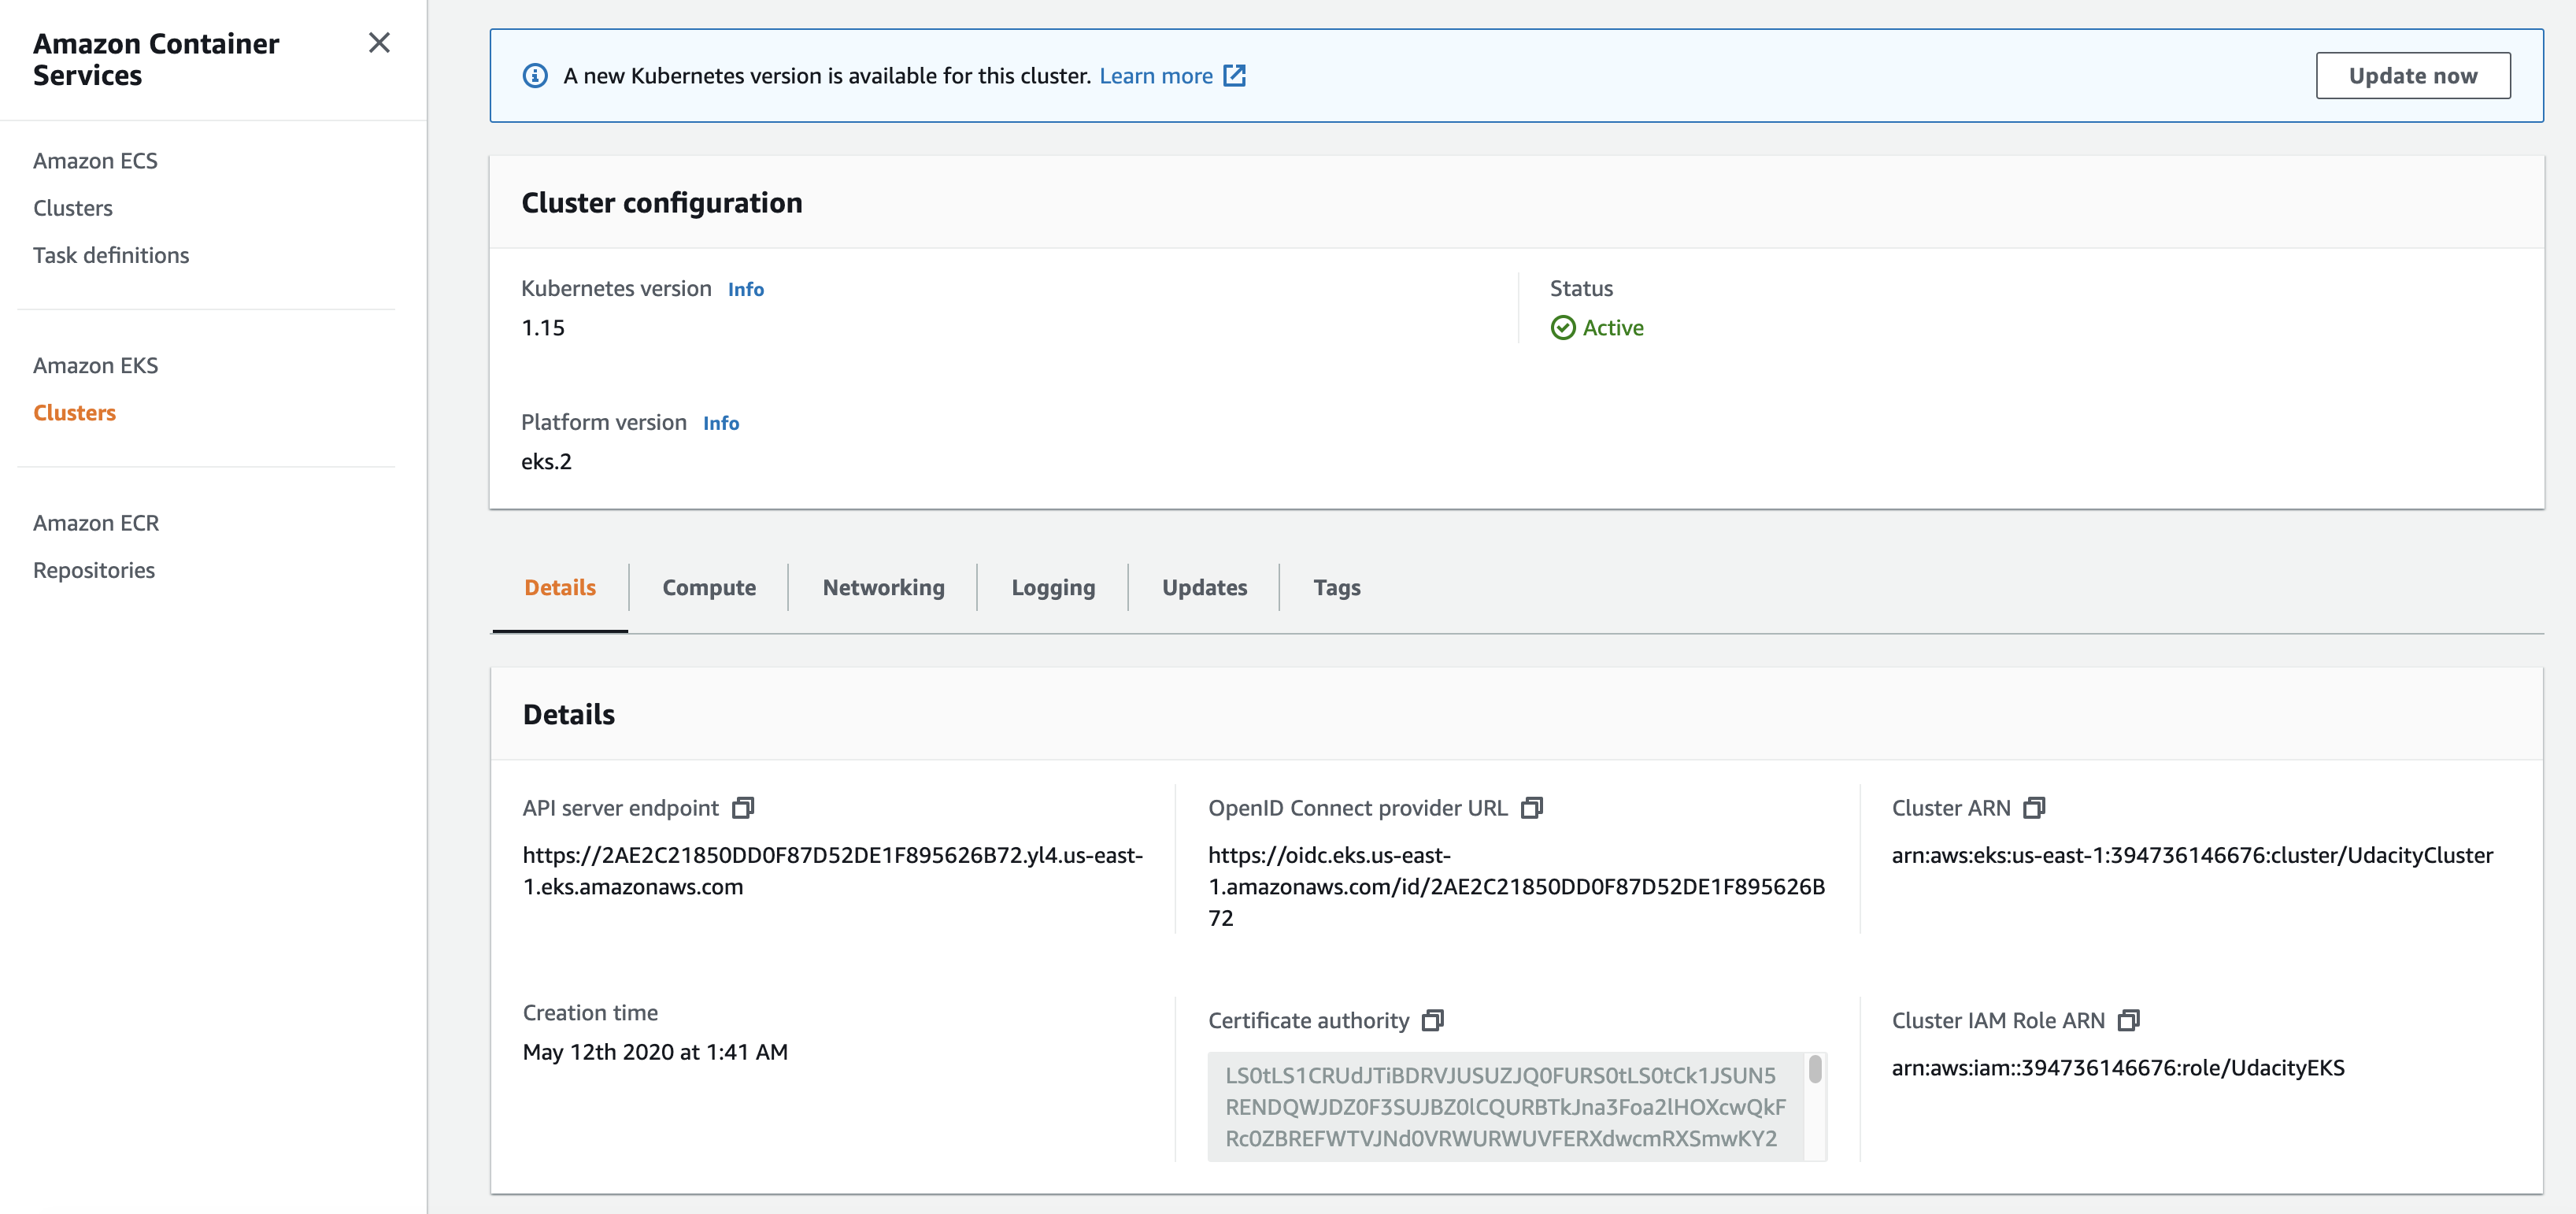 Amazon Container
Services
Amazon ECS
Clusters
Task definitions
Amazon EKS
Clusters
Amazon ECR
Repositories
A new Kubernetes version is available for this cluster. Learn more
Update now
Cluster configuration
Kubernetes version Info
1.15
Status
Active
Platform version Info
eks.2
Details
Compute
Networking
Logging
Updates
Tags
Details
API server endpoint
https://2AE2C21850DD0F87D52DE1F895626B72.yl4.us-east-
1.eks.amazonaws.com
OpenID Connect provider URL
https://oidc.eks.us-east-
1.amazonaws.com/id/2AE2C21850DD0F87D52DE1F895626B
72
Cluster ARN
arn:aws:eks:us-east-1:394736146676:cluster/UdacityCluster
Creation time
May 12th 2020 at 1:41 AM
Certificate authority
LS0tLS1CRUdJTiBDRVJUSUZJQ0FURS0tLS0tCk1JSUN5
RENDQWJDZ0F3SUJBZ0lCQURBTkJna3Foa2lHOXcwQkF
Rc0ZBREFWTVJNd0VRWURWUVFERXdwcmRXSmwKY2
Cluster IAM Role ARN
arn:aws:iam::394736146676:role/UdacityEKS